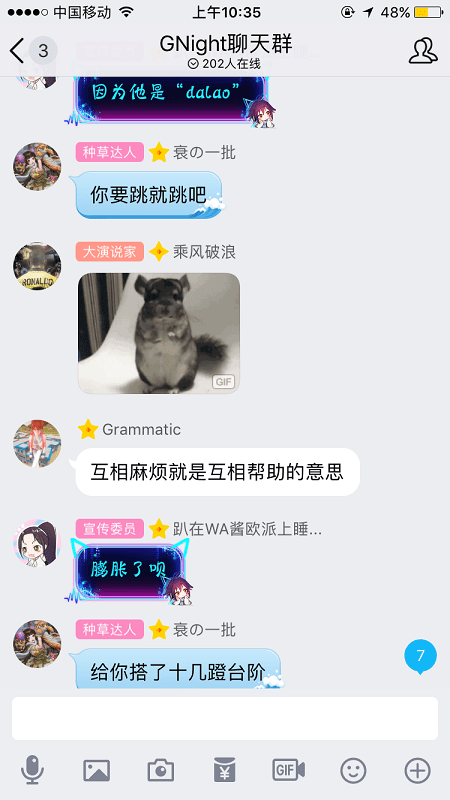 中国移动 上午10:35 48%
3 GNight聊天群
202人在线
因为他是“dalao”
种草达人 衰の一批
你要跳就跳吧
大演说家 乘风破浪
RONALDO
GIF
Grammatic
互相麻烦就是互相帮助的意思
宣传委员 趴在WA酱欧派上睡...
膨胀了呗
种草达人 衰の一批
给你搭了十几蹬台阶
7
GIF